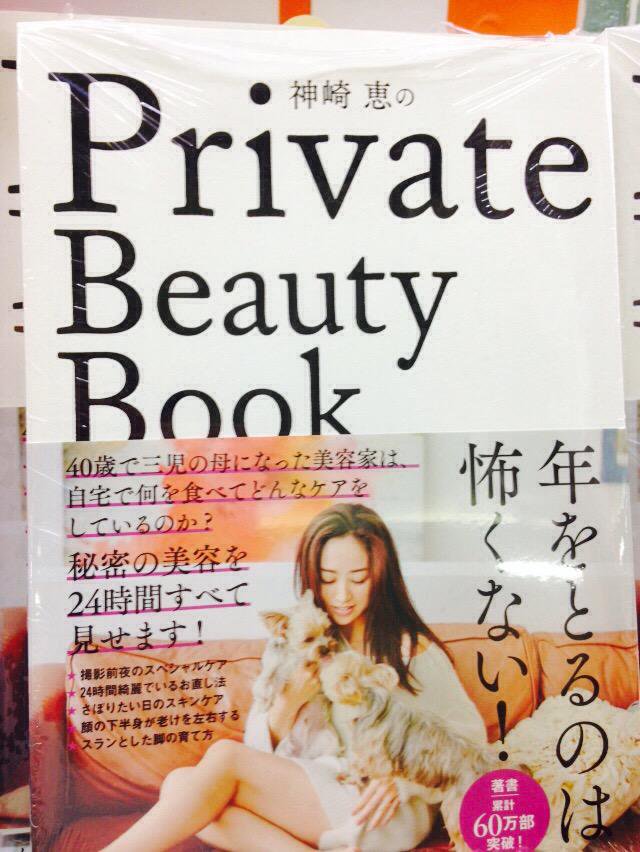 神崎 恵の
Private
Beauty
Book
40歳で三児の母になった美容家は、
自宅で何を食べてどんなケアを
しているのか?
秘密の美容を
24時間すべて
見せます!
★撮影前夜のスペシャルケア
★24時間綺麗でいるお直し法
★さぼりたい日のスキンケア
★顔の下半身が老けを左右する
★スランとした脚の育て方
年をとるのは
怖くない!
著書
累計
60万部
突破!